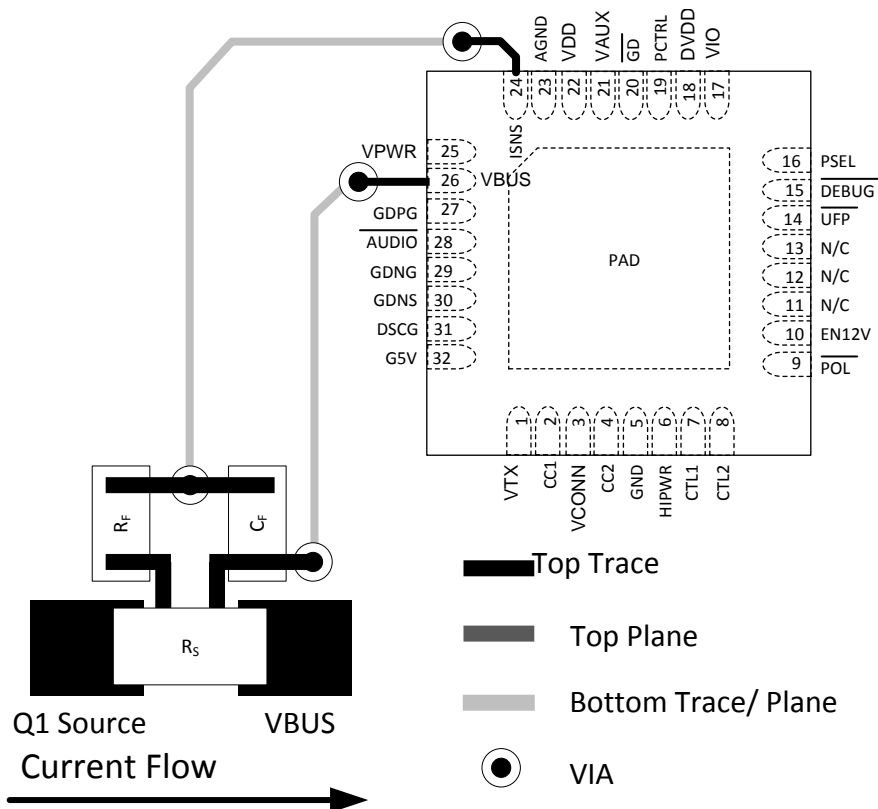 AGND
VDD
VAUX
GD
PCTRL
DVDD
VIO
24
23
22
21
20
19
18
17
ISNS
VPWR 25
26 VBUS
GDPG 27
AUDIO 28
GDNG 29
GDNS 30
DSCG 31
G5V 32
PAD
16 PSEL
15 DEBUG
14 UFP
13 N/C
12 N/C
11 N/C
10 EN12V
9 POL
1
2
3
4
5
6
7
8
VTX
CC1
VCONN
CC2
GND
HIPWR
CTL1
CTL2
RF
CF
RS
Q1 Source
VBUS
Current Flow
Top Trace
Top Plane
Bottom Trace/ Plane
VIA